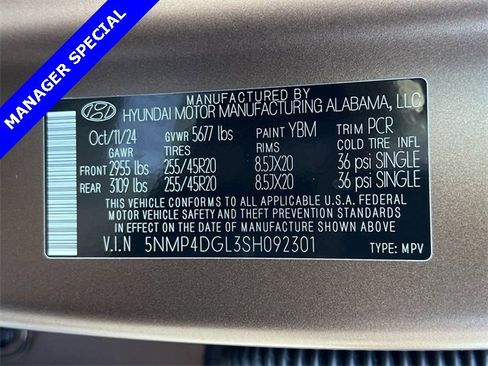 MANAGER SPECIAL
MANUFACTURED BY
HYUNDAI MOTOR MANUFACTURING ALABAMA, LLC
Oct/11/24 GVWR 5677 lbs PAINT YBM TRIM PCR
GAWR TIRES RIMS COLD TIRE INFL.
FRONT 2955 lbs 255/45R20 8.5JX20 36 psi SINGLE
REAR 3109 lbs 255/45R20 8.5JX20 36 psi SINGLE
THIS VEHICLE CONFORMS TO ALL APPLICABLE U.S.A. FEDERAL
MOTOR VEHICLE SAFETY AND THEFT PREVENTION STANDARDS
IN EFFECT ON THE DATE OF MANUFACTURE SHOWN ABOVE.
V.I.N 5NMP4DGL3SH092301 TYPE: MPV